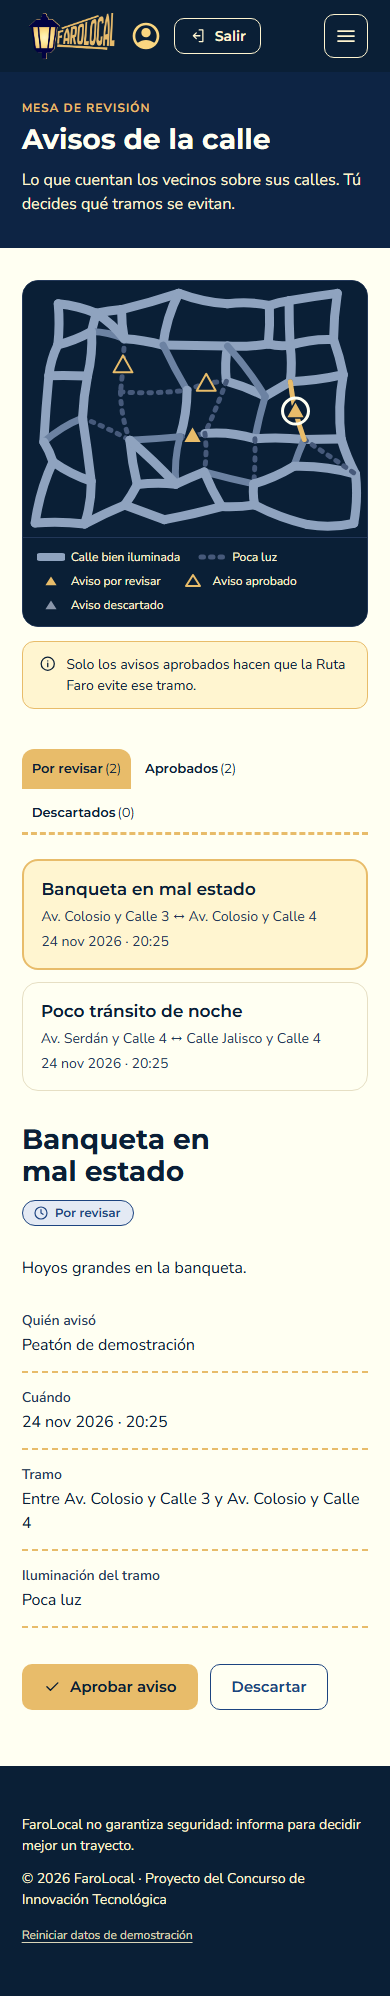 FAROLOCAL
Salir
MESA DE REVISIÓN
Avisos de la calle
Lo que cuentan los vecinos sobre sus calles. Tú
decides qué tramos se evitan.
Calle bien iluminada
Poca luz
Aviso por revisar
Aviso aprobado
Aviso descartado
Solo los avisos aprobados hacen que la Ruta
Faro evite ese tramo.
Por revisar (2)
Aprobados (2)
Descartados (0)
Banqueta en mal estado
Av. Colosio y Calle 3 ↔ Av. Colosio y Calle 4
24 nov 2026 · 20:25
Poco tránsito de noche
Av. Serdán y Calle 4 ↔ Calle Jalisco y Calle 4
24 nov 2026 · 20:25
Banqueta en
mal estado
Por revisar
Hoyos grandes en la banqueta.
Quién avisó
Peatón de demostración
Cuándo
24 nov 2026 · 20:25
Tramo
Entre Av. Colosio y Calle 3 y Av. Colosio y Calle
4
Iluminación del tramo
Poca luz
Aprobar aviso
Descartar
FaroLocal no garantiza seguridad: informa para decidir
mejor un trayecto.
© 2026 FaroLocal · Proyecto del Concurso de
Innovación Tecnológica
Reiniciar datos de demostración